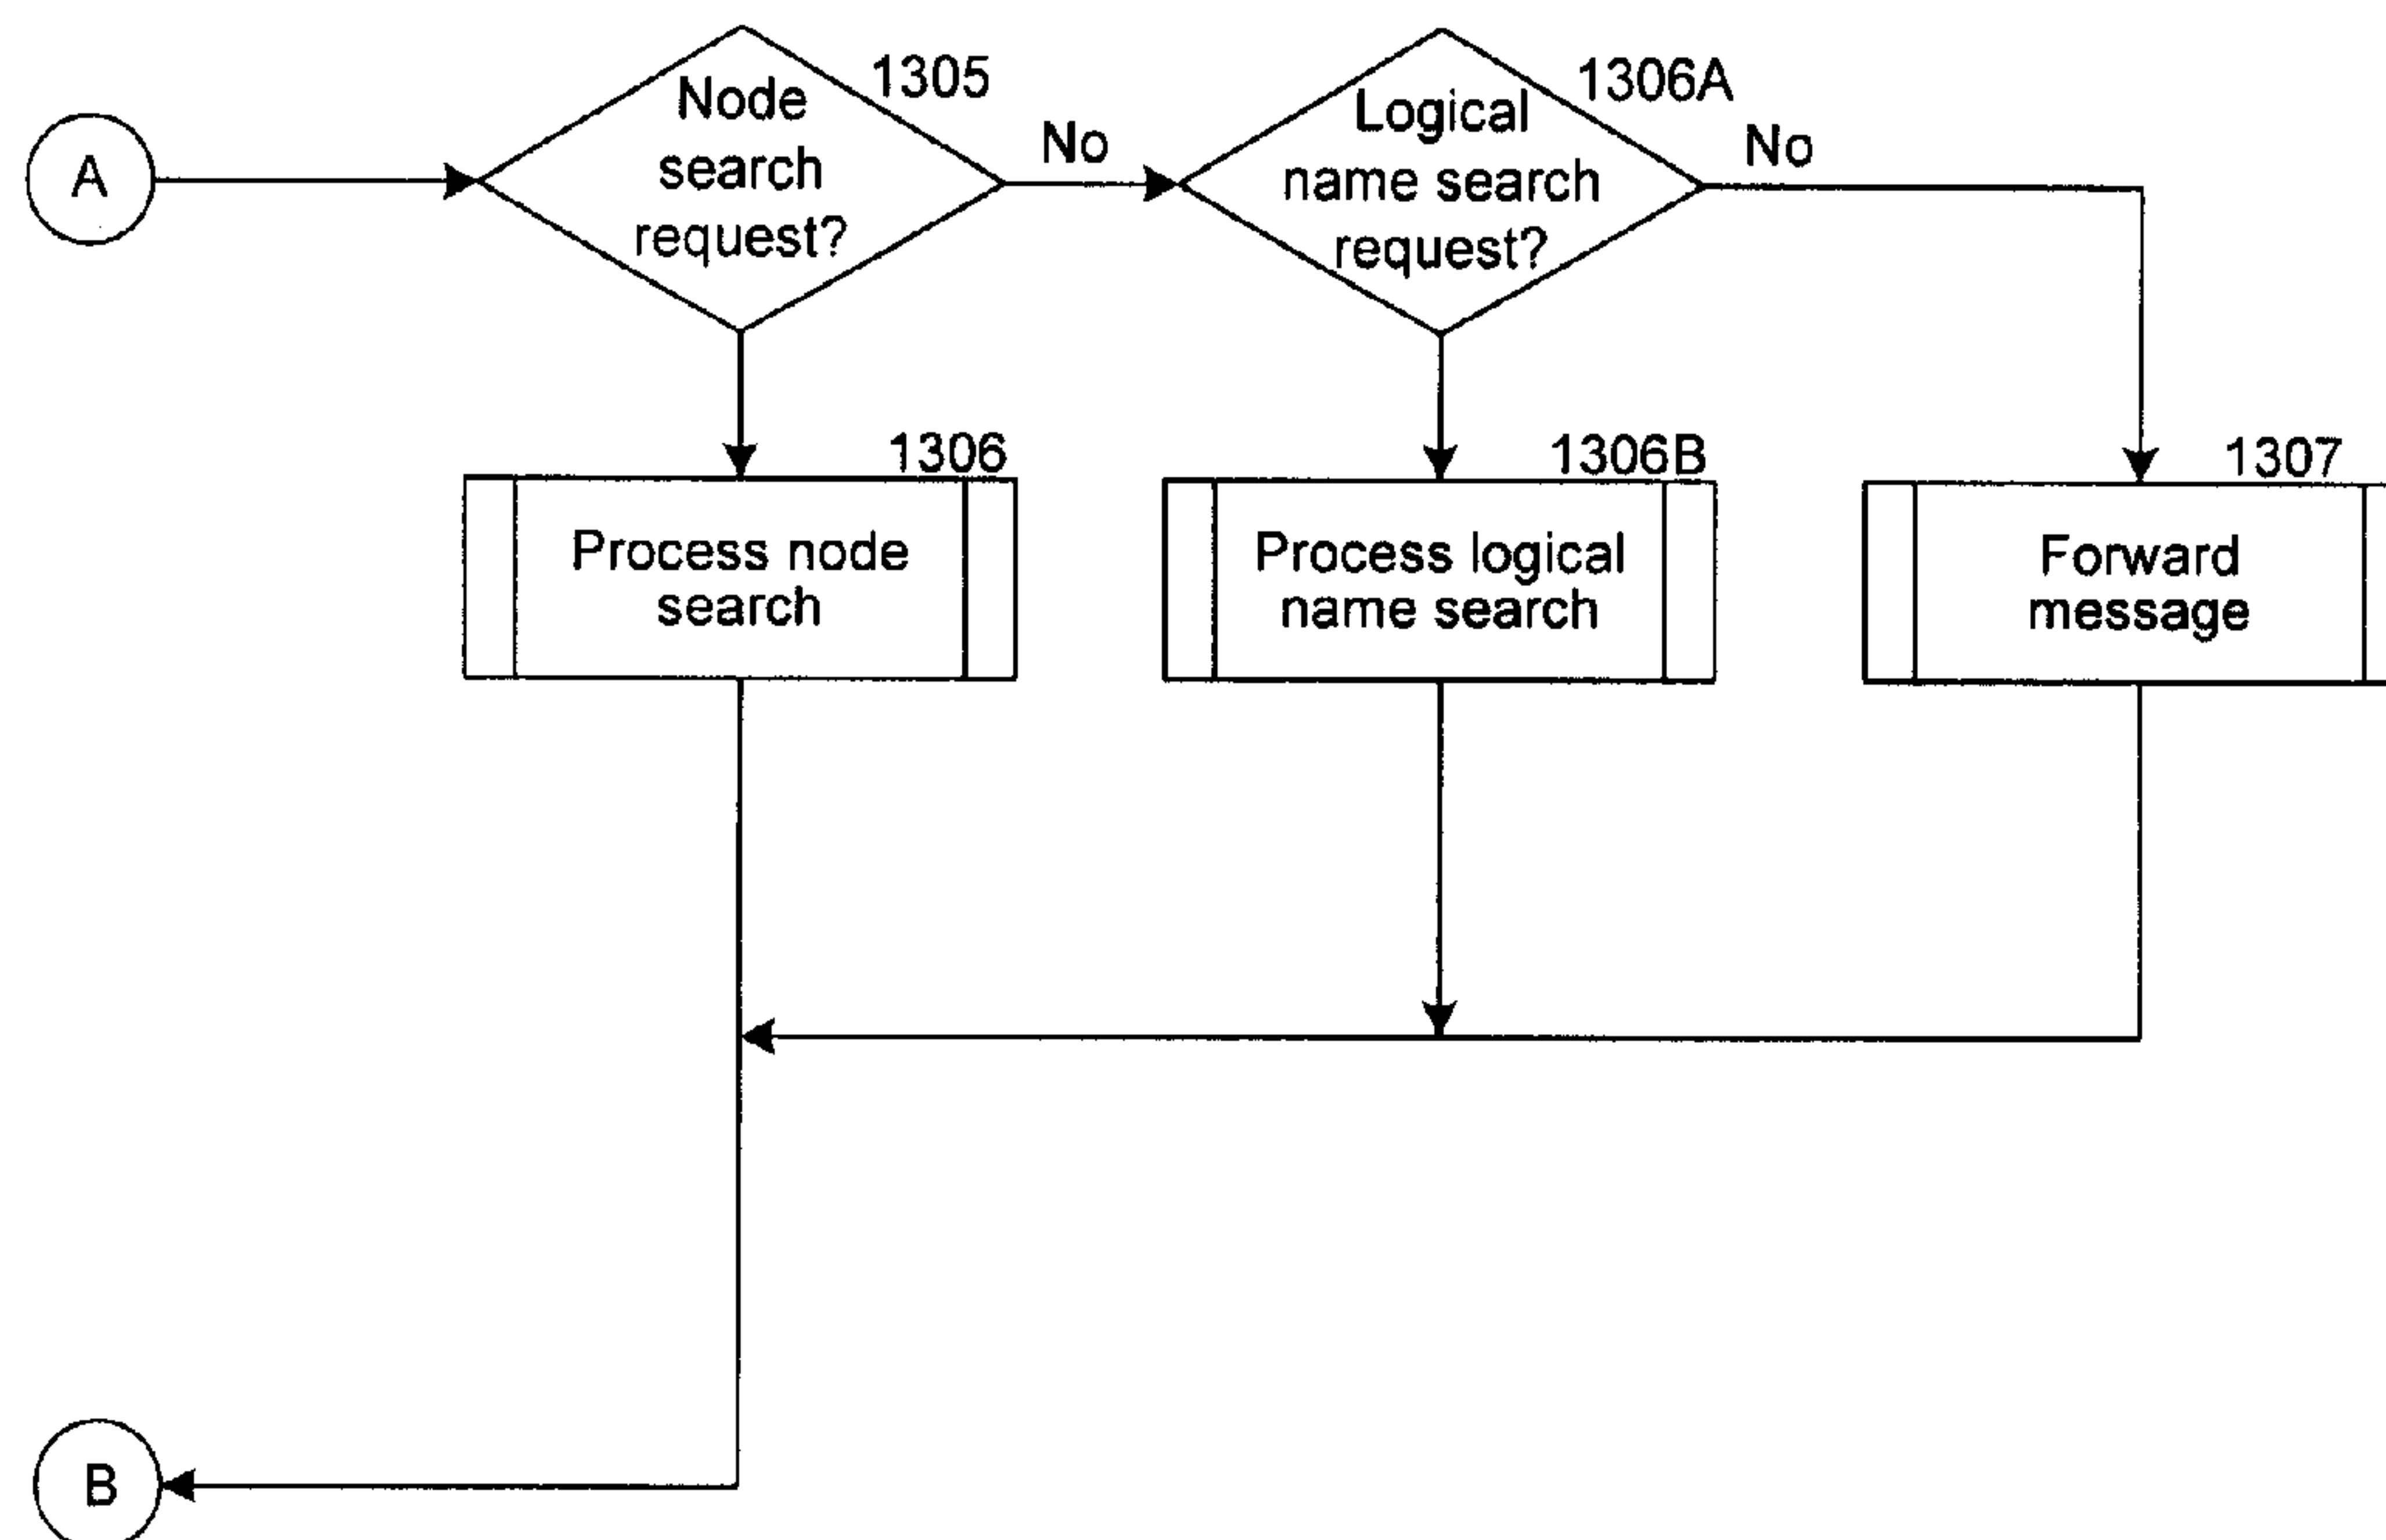 A
Node
search
request?
1305
No
Logical
name search
request?
1306A
No
1306
Process node
search
1306B
Process logical
name search
1307
Forward
message
B